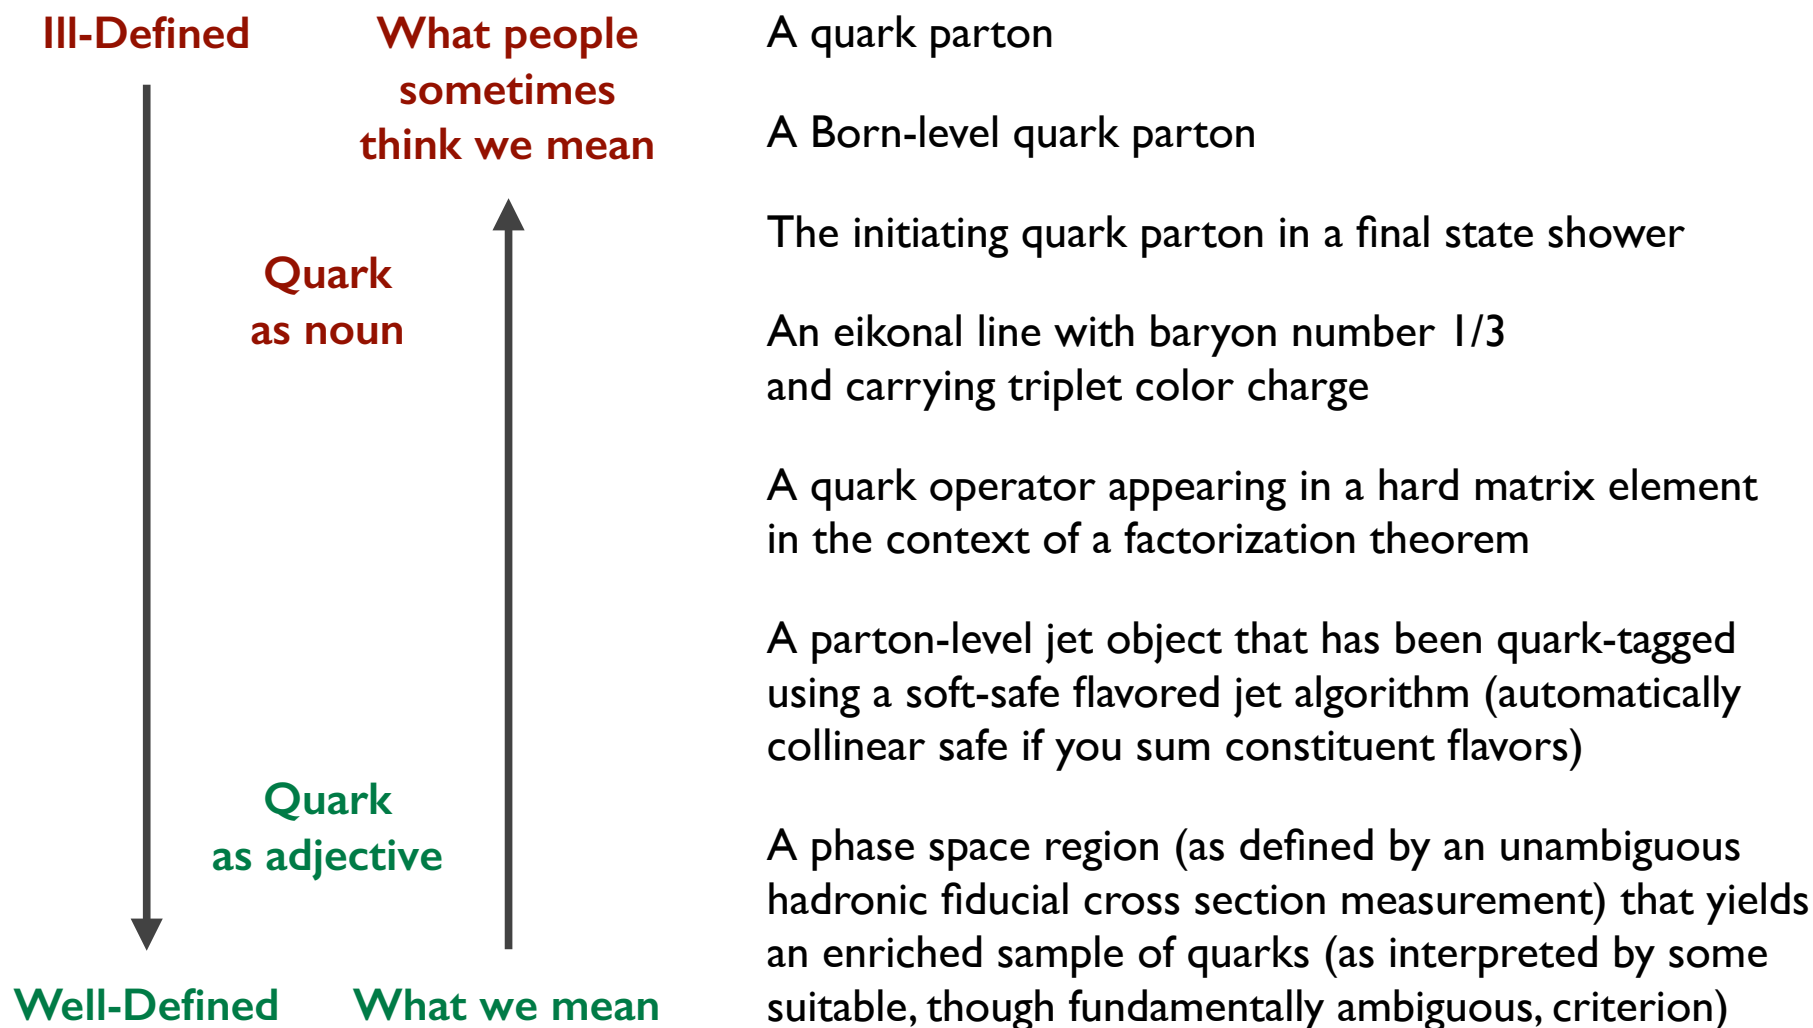 Ill-Defined
What people
sometimes
think we mean
Quark
as noun
Quark
as adjective
Well-Defined
What we mean
A quark parton
A Born-level quark parton
The initiating quark parton in a final state shower
An eikonal line with baryon number 1/3
and carrying triplet color charge
A quark operator appearing in a hard matrix element
in the context of a factorization theorem
A parton-level jet object that has been quark-tagged
using a soft-safe flavored jet algorithm (automatically
collinear safe if you sum constituent flavors)
A phase space region (as defined by an unambiguous
hadronic fiducial cross section measurement) that yields
an enriched sample of quarks (as interpreted by some
suitable, though fundamentally ambiguous, criterion)